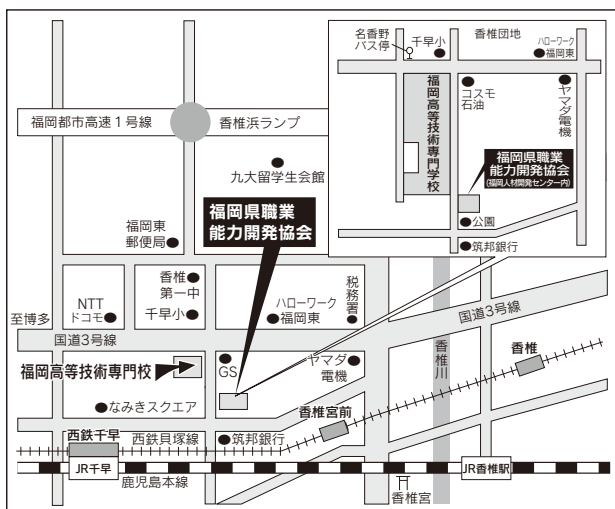 福岡都市高速1号線
香椎浜ランプ
九大留学生会館
福岡県職業
能力開発協会
福岡東
郵便局
香椎
第一中
千早小
NTT
ドコモ
至博多
国道3号線
ハローワーク
福岡東
税務署
国道3号線
福岡高等技術専門校
GS
ヤマダ
電機
香椎川
香椎
なみきスクエア
香椎宮前
西鉄千早
西鉄貝塚線
筑邦銀行
JR千早
鹿児島本線
JR香椎駅
香椎宮
名香野
バス停
千早小
香椎団地
ハローワーク
福岡東
福岡高等技術専門学校
コスモ
石油
ヤマダ電機
福岡県職業
能力開発協会
(福岡人材開発センター内)
公園
筑邦銀行